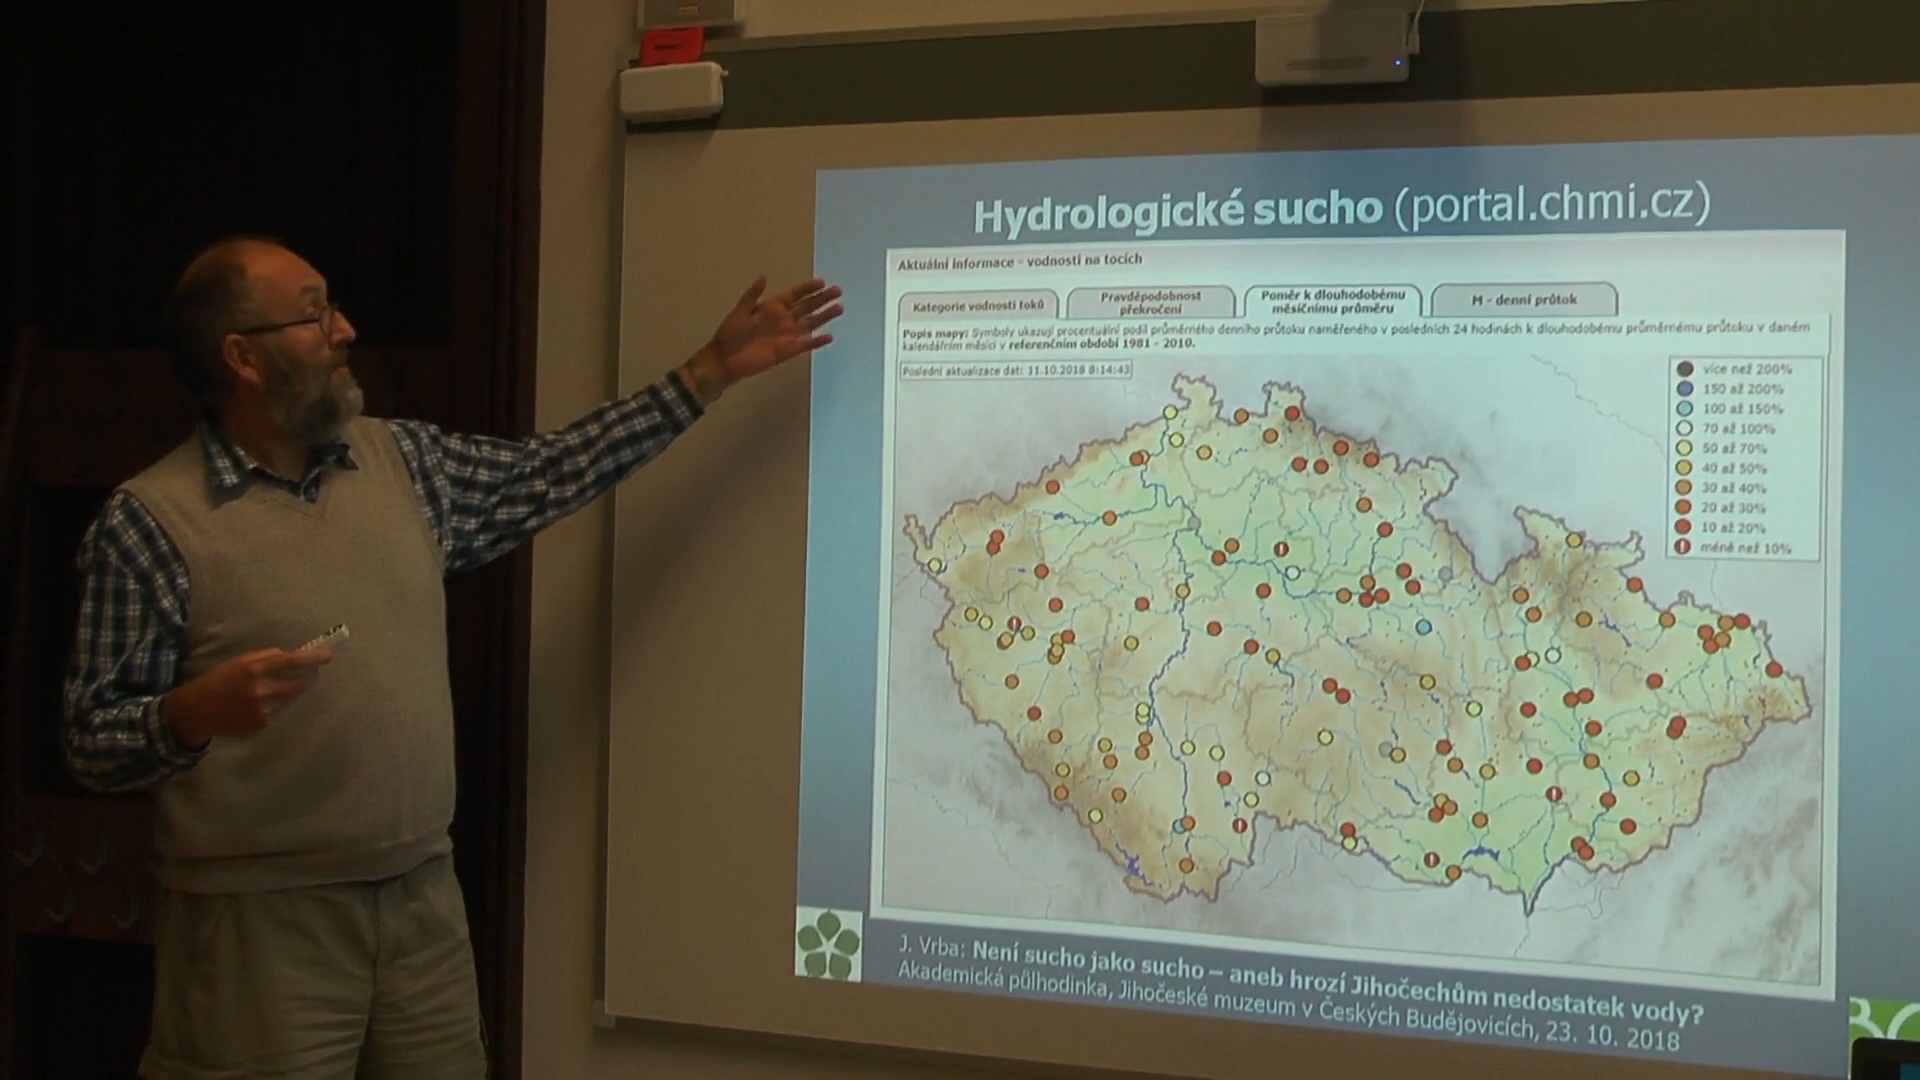 Hydrologické sucho (portal.chmi.cz)
Aktuální informace - vodnosti na tocích
Kategorie vodnosti toků
Pravděpodobnost překročení
Poměr k dlouhodobému měsíčnímu průměru
M - denní průtok
Popis mapy: Symboly ukazují procentuální podíl průměrného denního průtoku naměřeného v posledních 24 hodinách k dlouhodobému průměrnému průtoku v daném
kalendářním měsíci v referenčním období 1981 - 2010.
Poslední aktualizace dat: 11.10.2018 8:14:43
více než 200%
150 až 200%
100 až 150%
70 až 100%
50 až 70%
40 až 50%
30 až 40%
20 až 30%
10 až 20%
méně než 10%
J. Vrba: Není sucho jako sucho – aneb hrozí Jihočechům nedostatek vody?
Akademická půlhodinka, Jihočeské muzeum v Českých Budějovicích, 23. 10. 2018